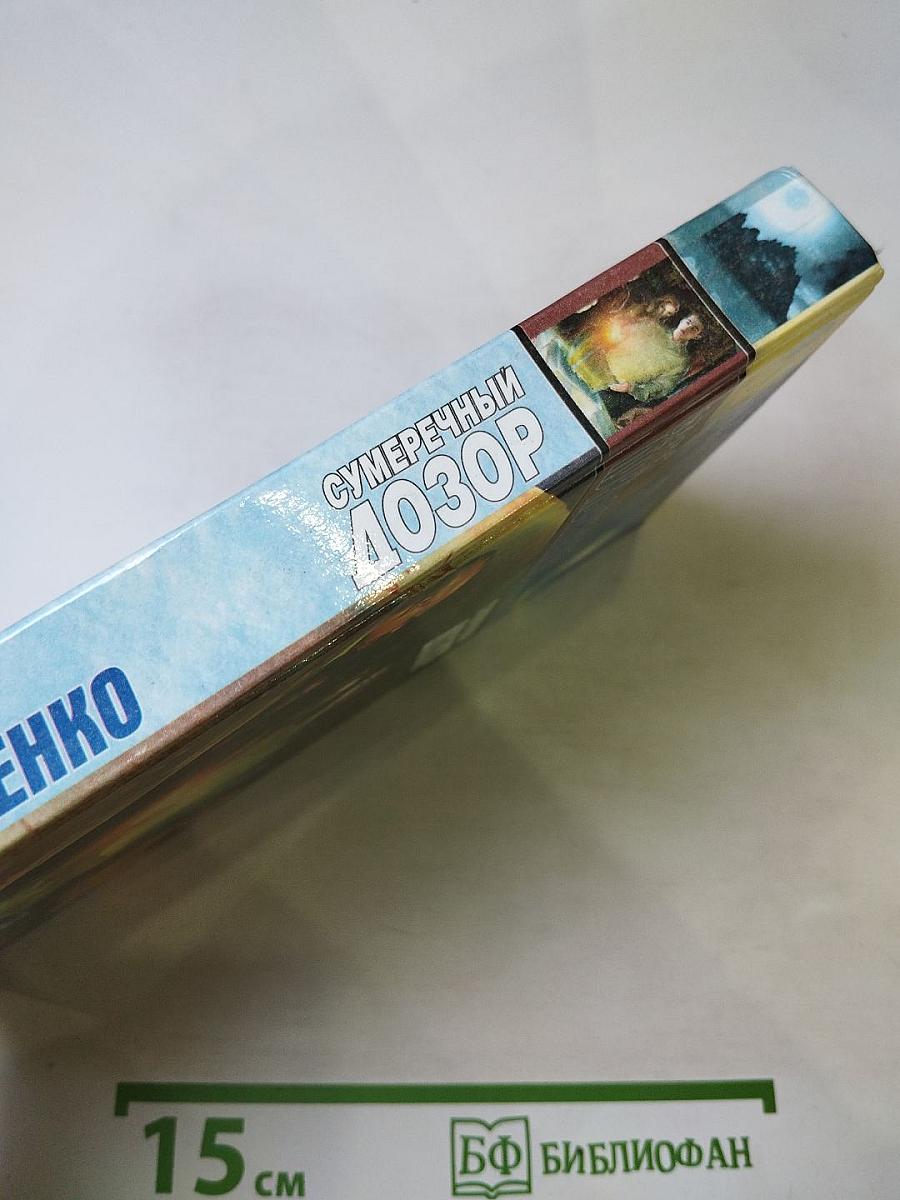 СУМЕРЕЧНЫЙ
ДОЗОР
ЕНКО
15 см
БФ БИБЛИОФАН